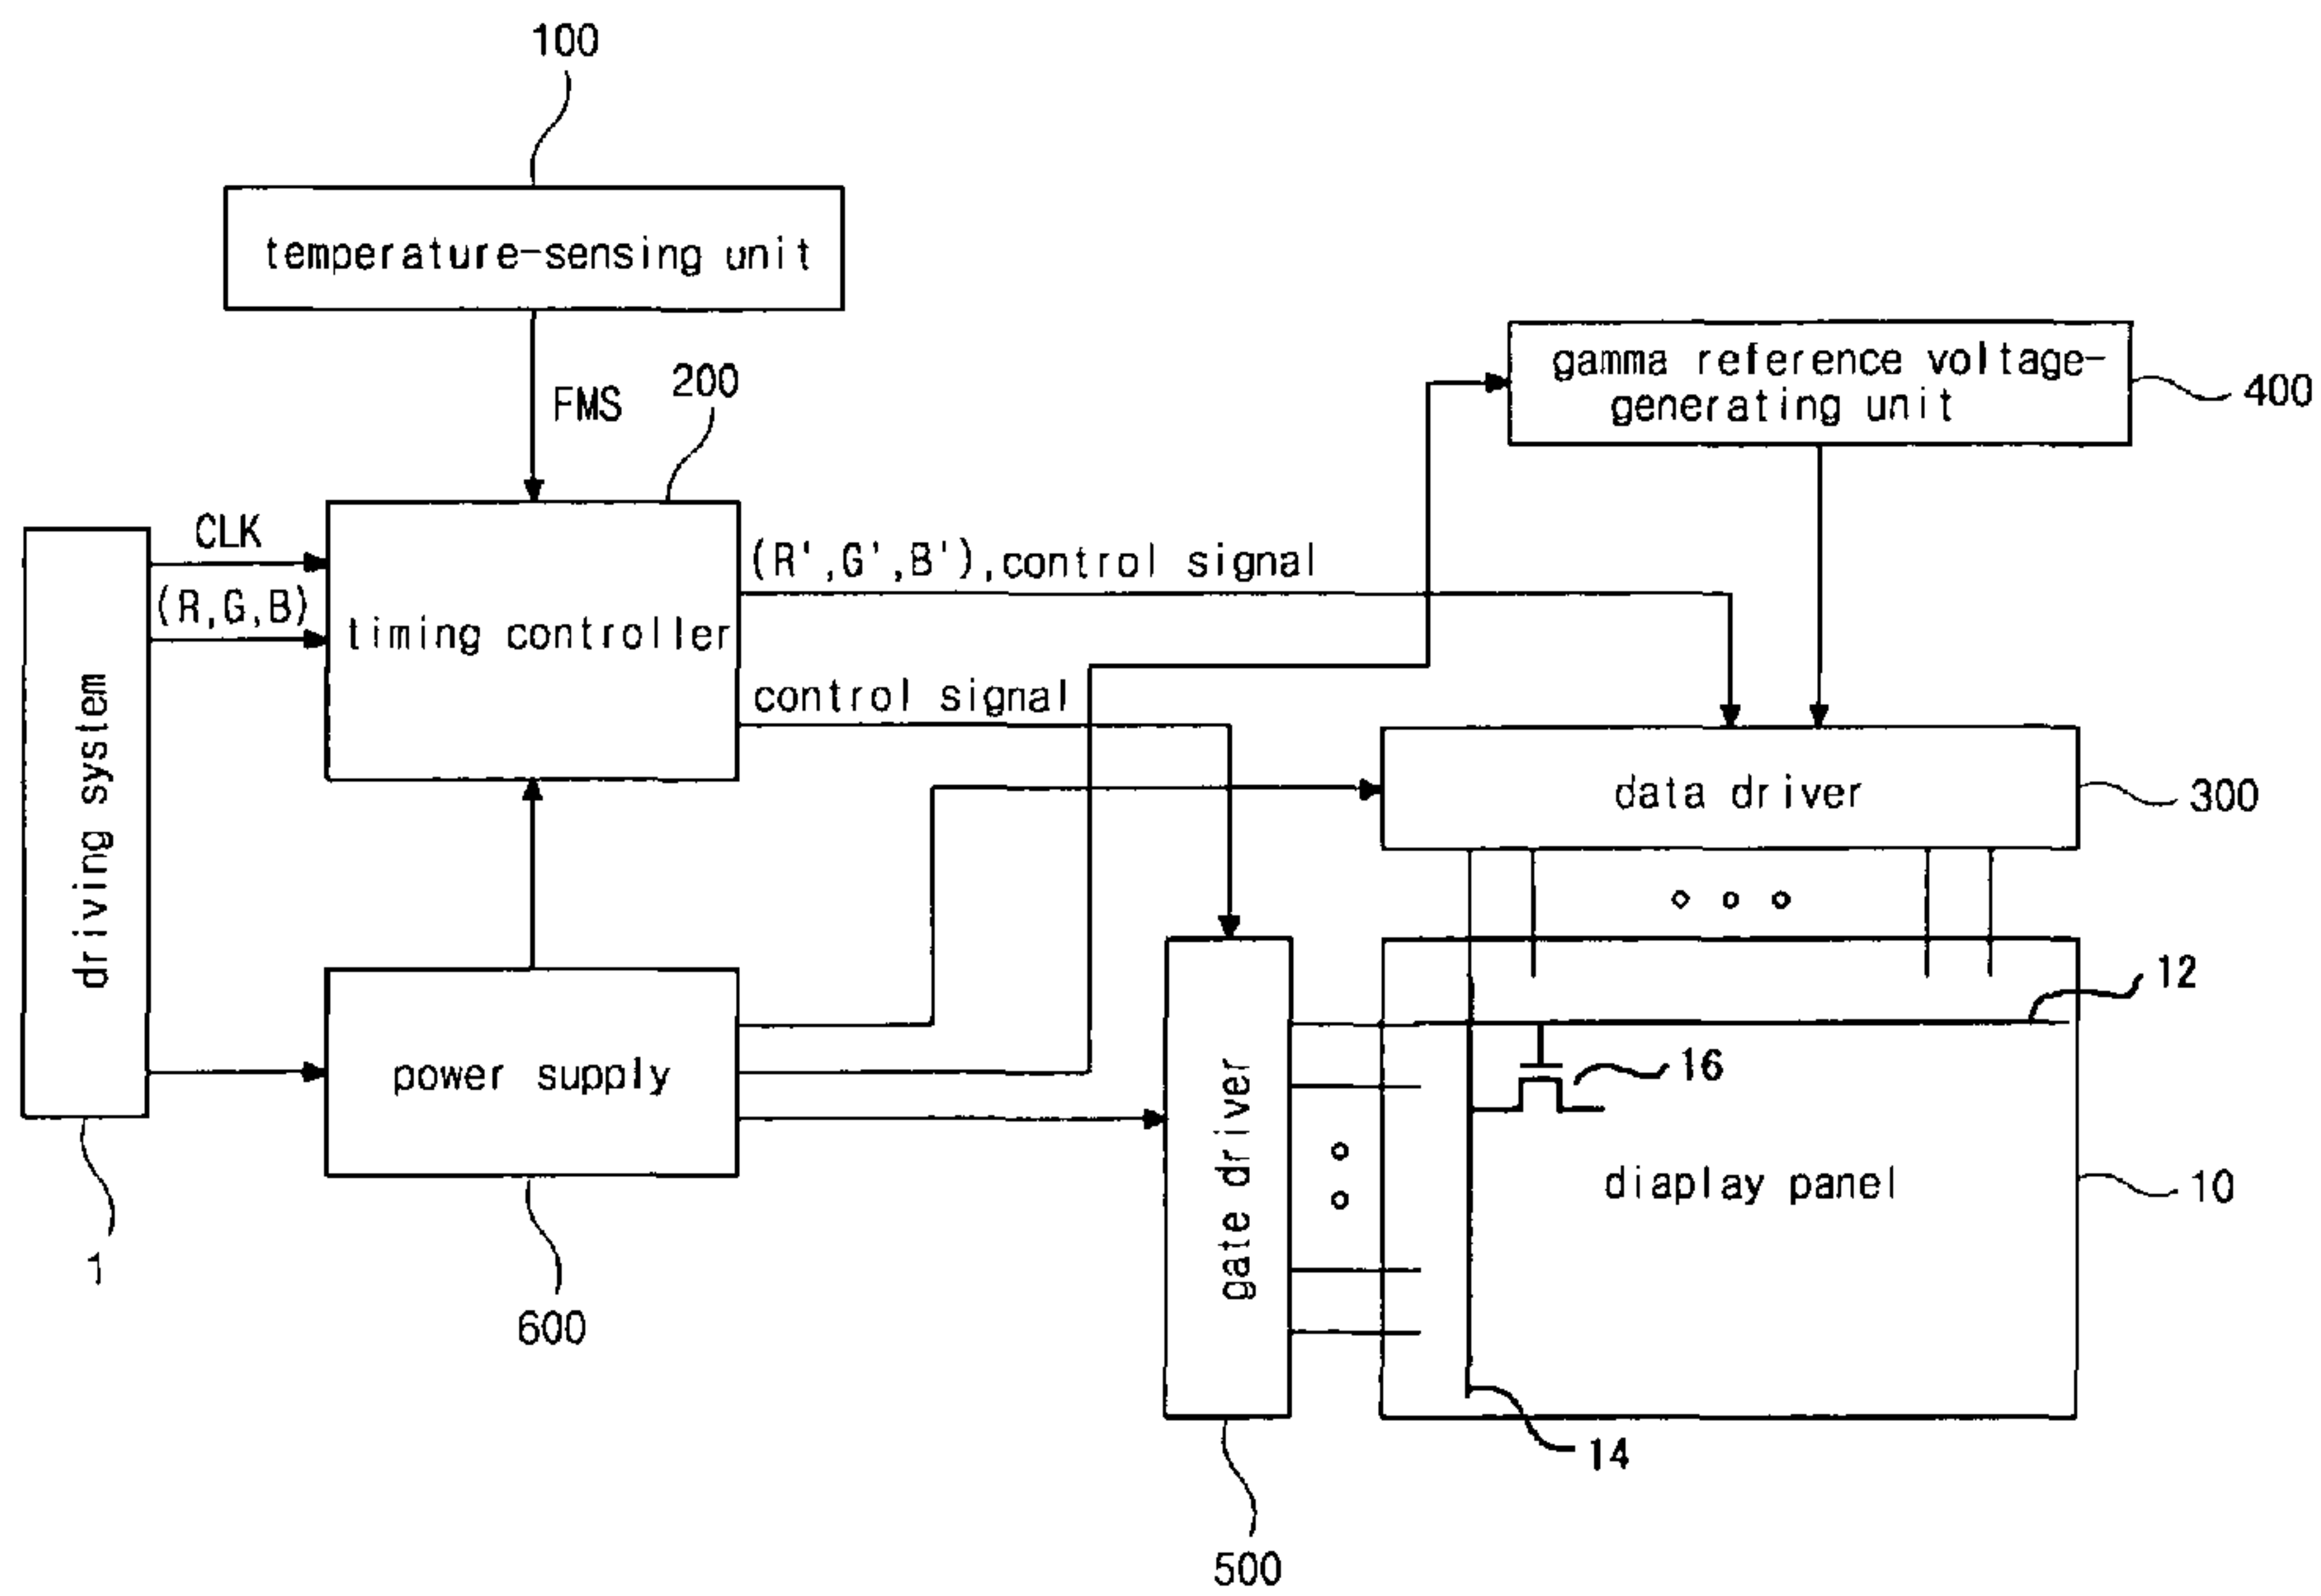 100
temperature-sensing unit
FMS
200
gamma reference voltage-
generating unit
400
CLK
(R,G,B)
timing controller
(R',G',B'),control signal
control signal
driving system
1
data driver
300
power supply
600
gate driver
500
12
16
diaplay panel
10
14